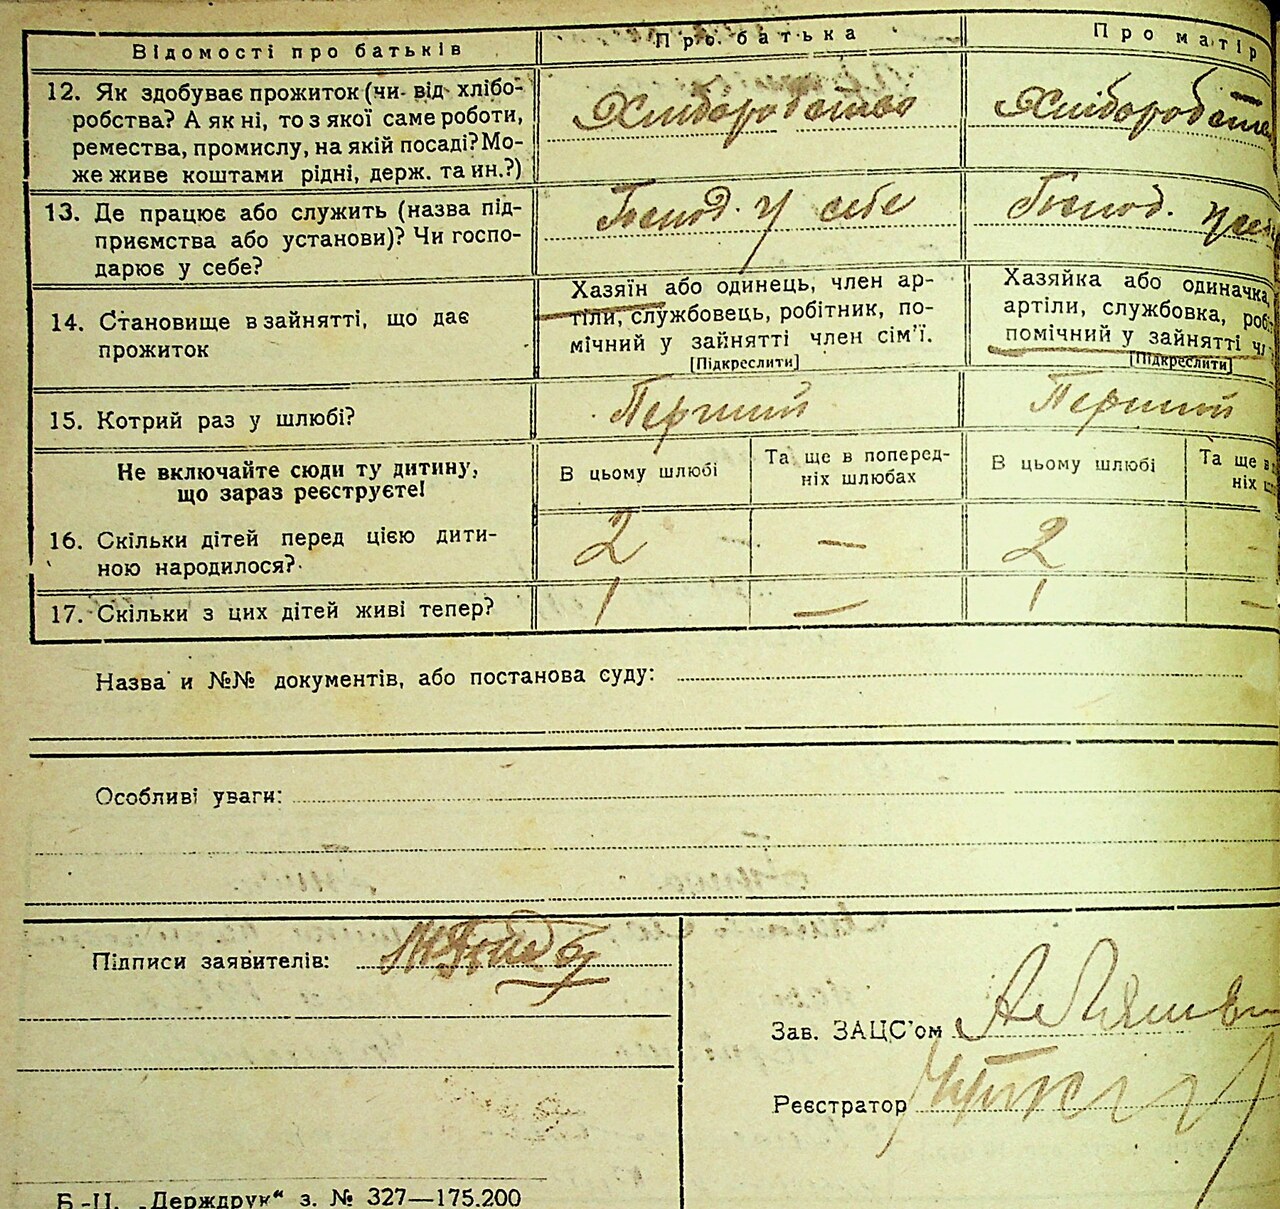 Відомості про батьків Про батька Про матір
12. Як здобуває прожиток (чи від хлібо-
робства? А як ні, то з якої саме роботи,
ремества, промислу, на якій посаді? Мо-
же живе коштами рідні, держ. та ин.?)
Хліборобство Хліборобство
13. Де працює або служить (назва під-
приємства або установи)? Чи госпо-
дарює у себе?
Господ. у себе Господ. у себе
14. Становище в зайнятті, що дає
прожиток
Хазяїн або одинець, член ар-
тіли, службовець, робітник, по-
мічний у зайнятті член сім'ї.
[Підкреслити]
Хазяйка або одиначка,
артіли, службовка, робіт
помічний у зайнятті чл
[Підкреслити]
15. Котрий раз у шлюбі? Перший Перший
Не включайте сюди ту дитину,
що зараз реєструєте!
В цьому шлюбі Та ще в поперед-
ніх шлюбах В цьому шлюбі Та ще в
ніх
16. Скільки дітей перед цією дити-
ною народилося?
2 — 2 -
17. Скільки з цих дітей живі тепер? 1 — 1 —
Назва и №№ документів, або постанова суду:
Особливі уваги:
Підписи заявителів:
Зав. ЗАЦС'ом
Реєстратор
Б.-Ц. „Держдрук“ з. № 327—175.200